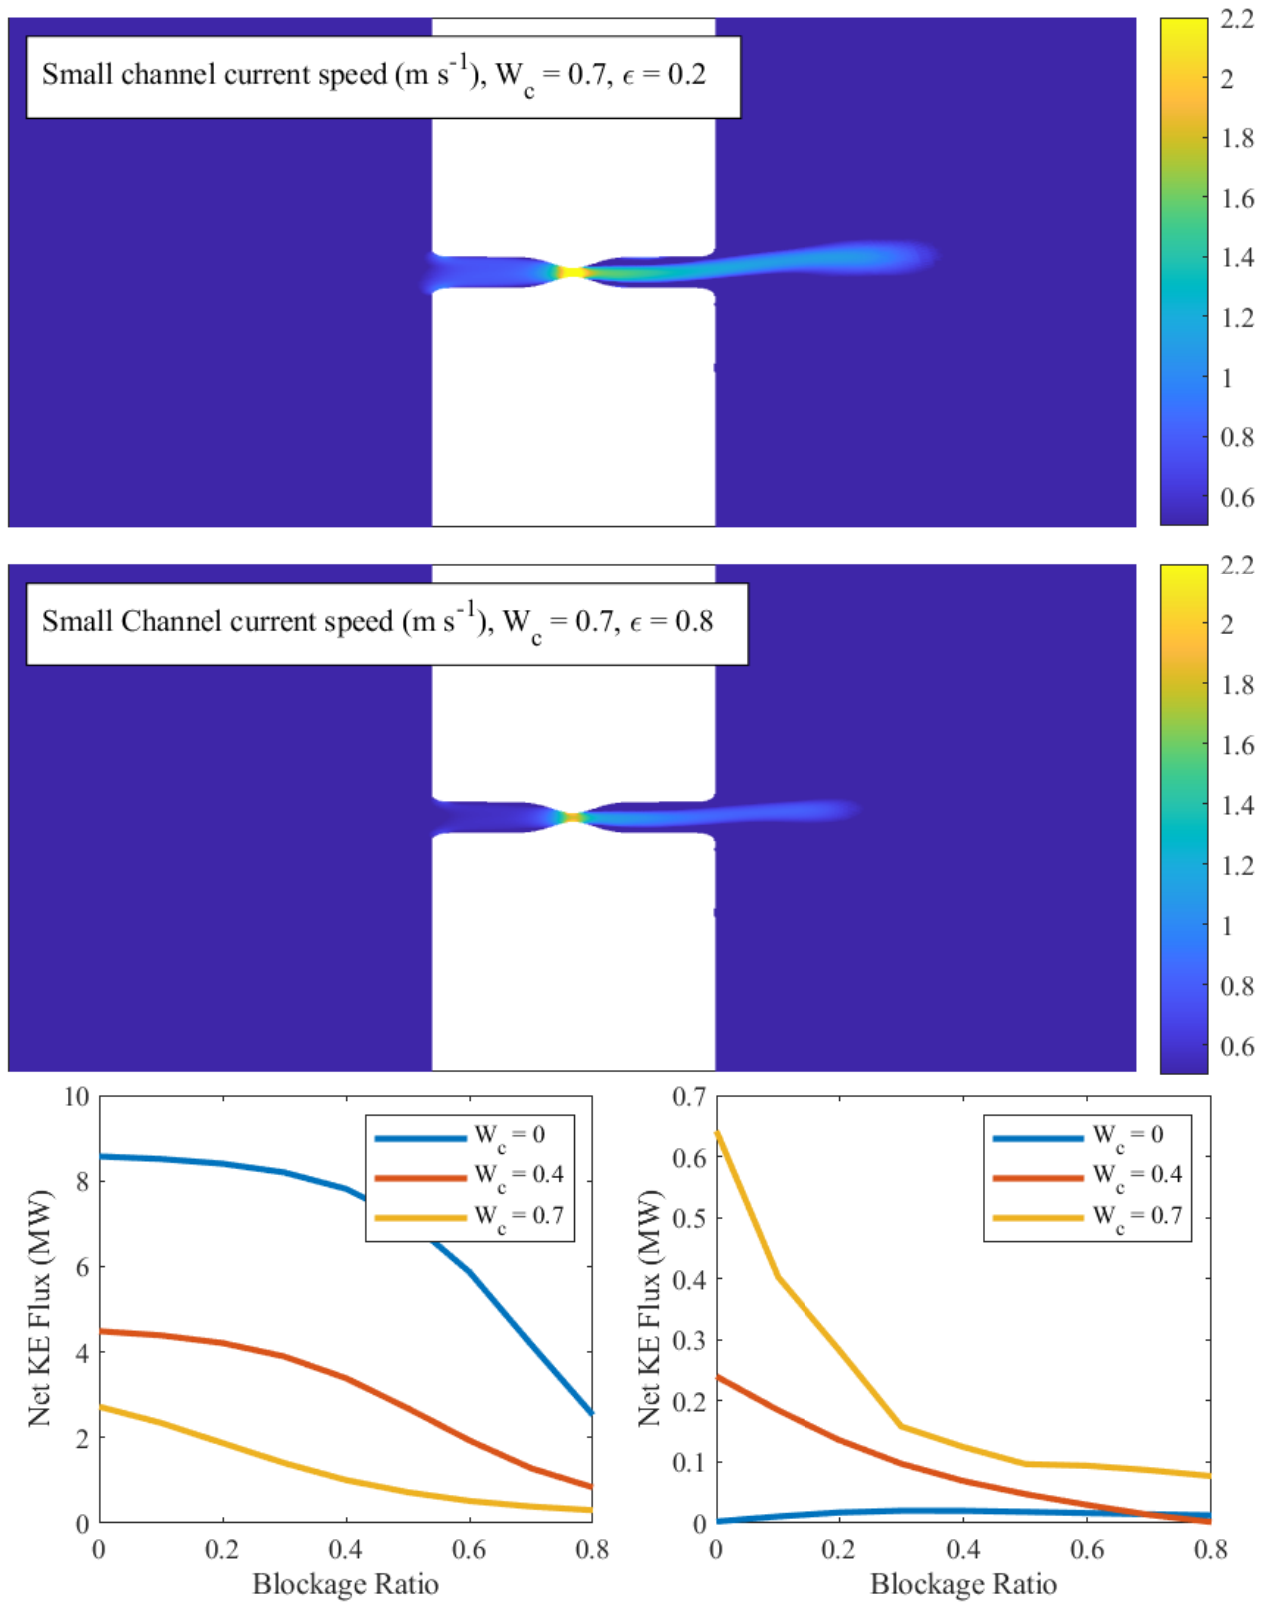 Small channel current speed (m s-1), Wc = 0.7, ϵ = 0.2
2.2
2
1.8
1.6
1.4
1.2
1
0.8
0.6
Small Channel current speed (m s-1), Wc = 0.7, ϵ = 0.8
2.2
2
1.8
1.6
1.4
1.2
1
0.8
0.6
10
8
6
4
2
0
Net KE Flux (MW)
Wc = 0
Wc = 0.4
Wc = 0.7
0 0.2 0.4 0.6 0.8
Blockage Ratio
0.7
0.6
0.5
0.4
0.3
0.2
0.1
0
Net KE Flux (MW)
Wc = 0
Wc = 0.4
Wc = 0.7
0 0.2 0.4 0.6 0.8
Blockage Ratio